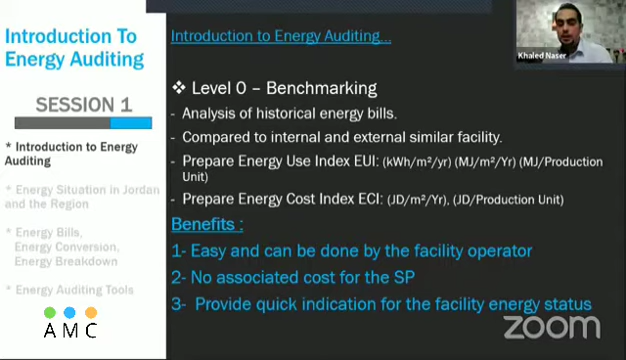 Introduction To
Energy Auditing
SESSION 1
* Introduction to Energy
Auditing
* Energy Situation in Jordan
and the Region
* Energy Bills,
Energy Conversion,
Energy Breakdown
* Energy Auditing Tools
AMC
Introduction to Energy Auditing...
❖ Level 0 – Benchmarking
- Analysis of historical energy bills.
- Compared to internal and external similar facility.
- Prepare Energy Use Index EUI: (kWh/m²/yr) (MJ/m²/Yr) (MJ/Production
Unit)
- Prepare Energy Cost Index ECI: (JD/m²/Yr), (JD/Production Unit)
Benefits :
1- Easy and can be done by the facility operator
2- No associated cost for the SP
3- Provide quick indication for the facility energy status
Khaled Naser
zoom